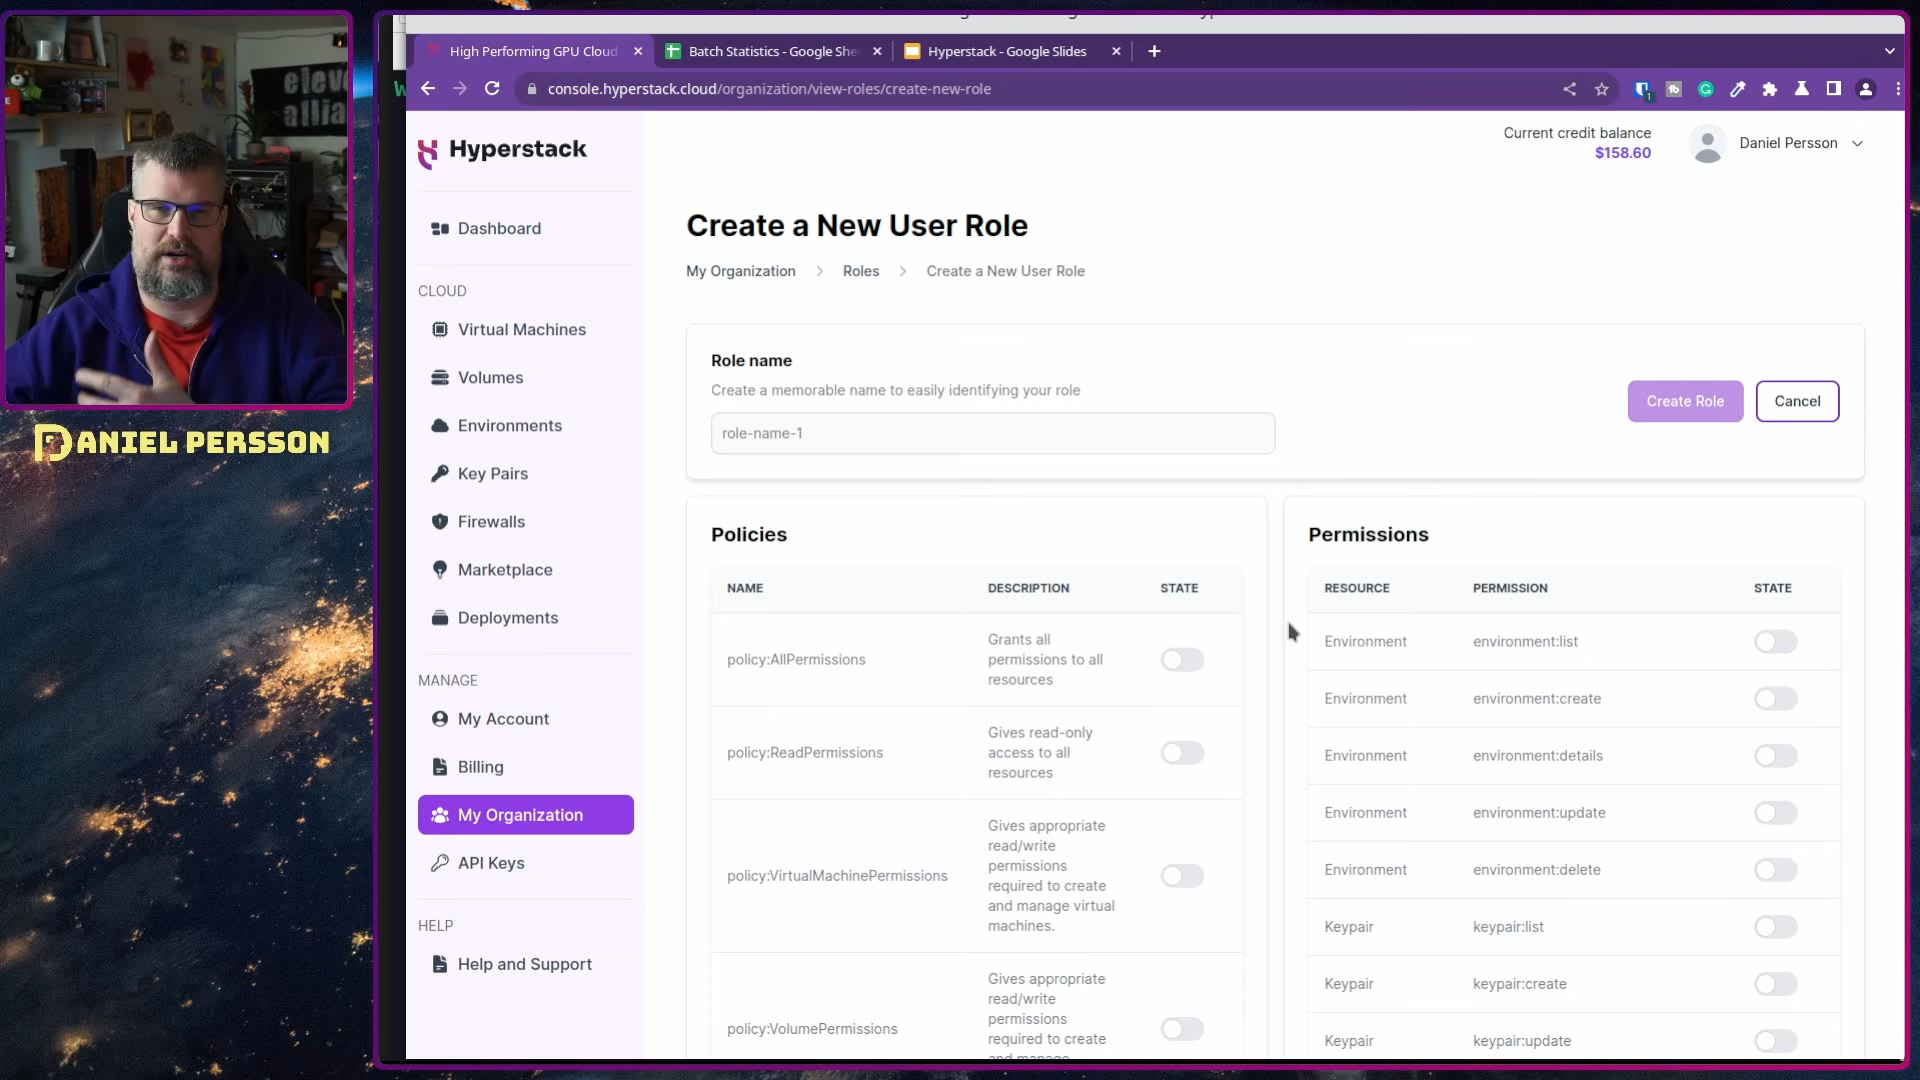 DANIEL PERSSON
High Performing GPU Cloud
Batch Statistics - Google She
Hyperstack - Google Slides
console.hyperstack.cloud/organization/view-roles/create-new-role
Hyperstack
Current credit balance
$158.60
Daniel Persson
Dashboard
CLOUD
Virtual Machines
Volumes
Environments
Key Pairs
Firewalls
Marketplace
Deployments
MANAGE
My Account
Billing
My Organization
API Keys
HELP
Help and Support
Create a New User Role
My Organization > Roles > Create a New User Role
Role name
Create a memorable name to easily identifying your role
role-name-1
Create Role
Cancel
Policies
NAME DESCRIPTION STATE
policy:AllPermissions
Grants all
permissions to all
resources
policy:ReadPermissions
Gives read-only
access to all
resources
policy:VirtualMachinePermissions
Gives appropriate
read/write
permissions
required to create
and manage virtual
machines.
policy:VolumePermissions
Gives appropriate
read/write
permissions
required to create
and manage
Permissions
RESOURCE PERMISSION STATE
Environment environment:list
Environment environment:create
Environment environment:details
Environment environment:update
Environment environment:delete
Keypair keypair:list
Keypair keypair:create
Keypair keypair:update